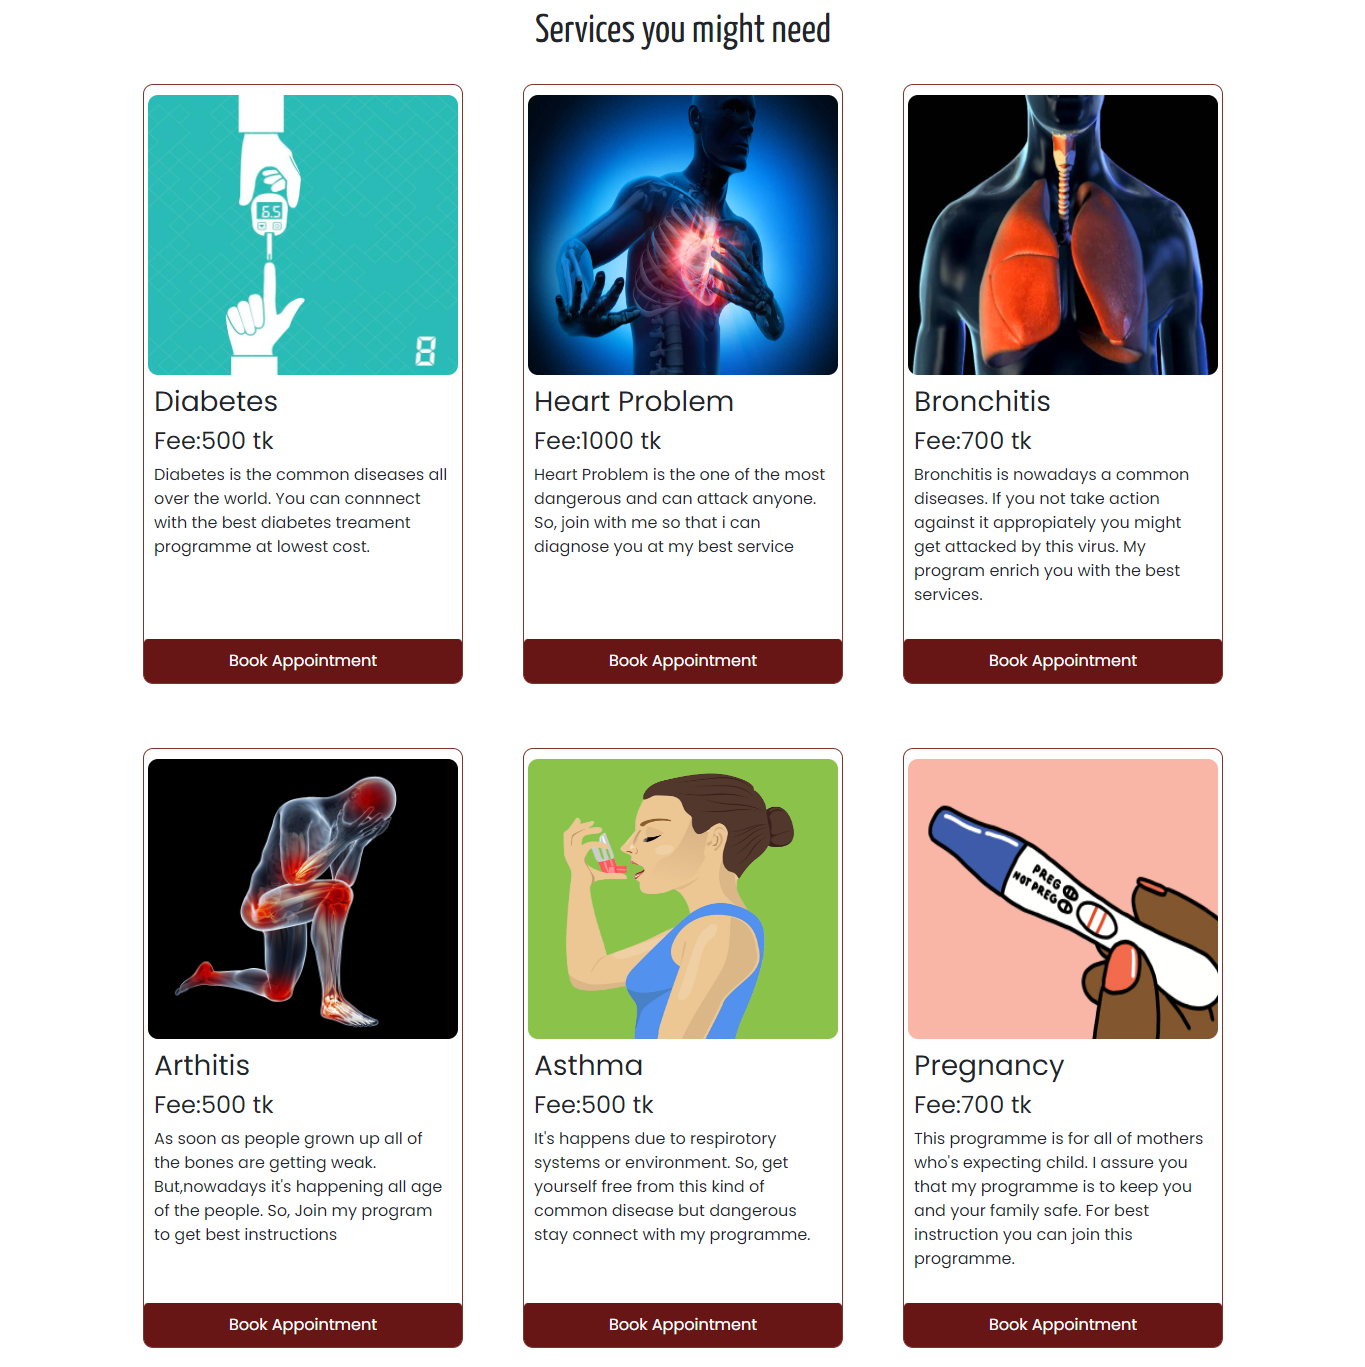 Services you might need
6.5
8
Diabetes
Fee:500 tk
Diabetes is the common diseases all
over the world. You can connnect
with the best diabetes treament
programme at lowest cost.
Book Appointment
Heart Problem
Fee:1000 tk
Heart Problem is the one of the most
dangerous and can attack anyone.
So, join with me so that i can
diagnose you at my best service
Book Appointment
Bronchitis
Fee:700 tk
Bronchitis is nowadays a common
diseases. If you not take action
against it appropiately you might
get attacked by this virus. My
program enrich you with the best
services.
Book Appointment
Arthitis
Fee:500 tk
As soon as people grown up all of
the bones are getting weak.
But,nowadays it's happening all age
of the people. So, Join my program
to get best instructions
Book Appointment
Asthma
Fee:500 tk
It's happens due to respirotory
systems or environment. So, get
yourself free from this kind of
common disease but dangerous
stay connect with my programme.
Book Appointment
PREG
NOT PREG
Pregnancy
Fee:700 tk
This programme is for all of mothers
who's expecting child. I assure you
that my programme is to keep you
and your family safe. For best
instruction you can join this
programme.
Book Appointment